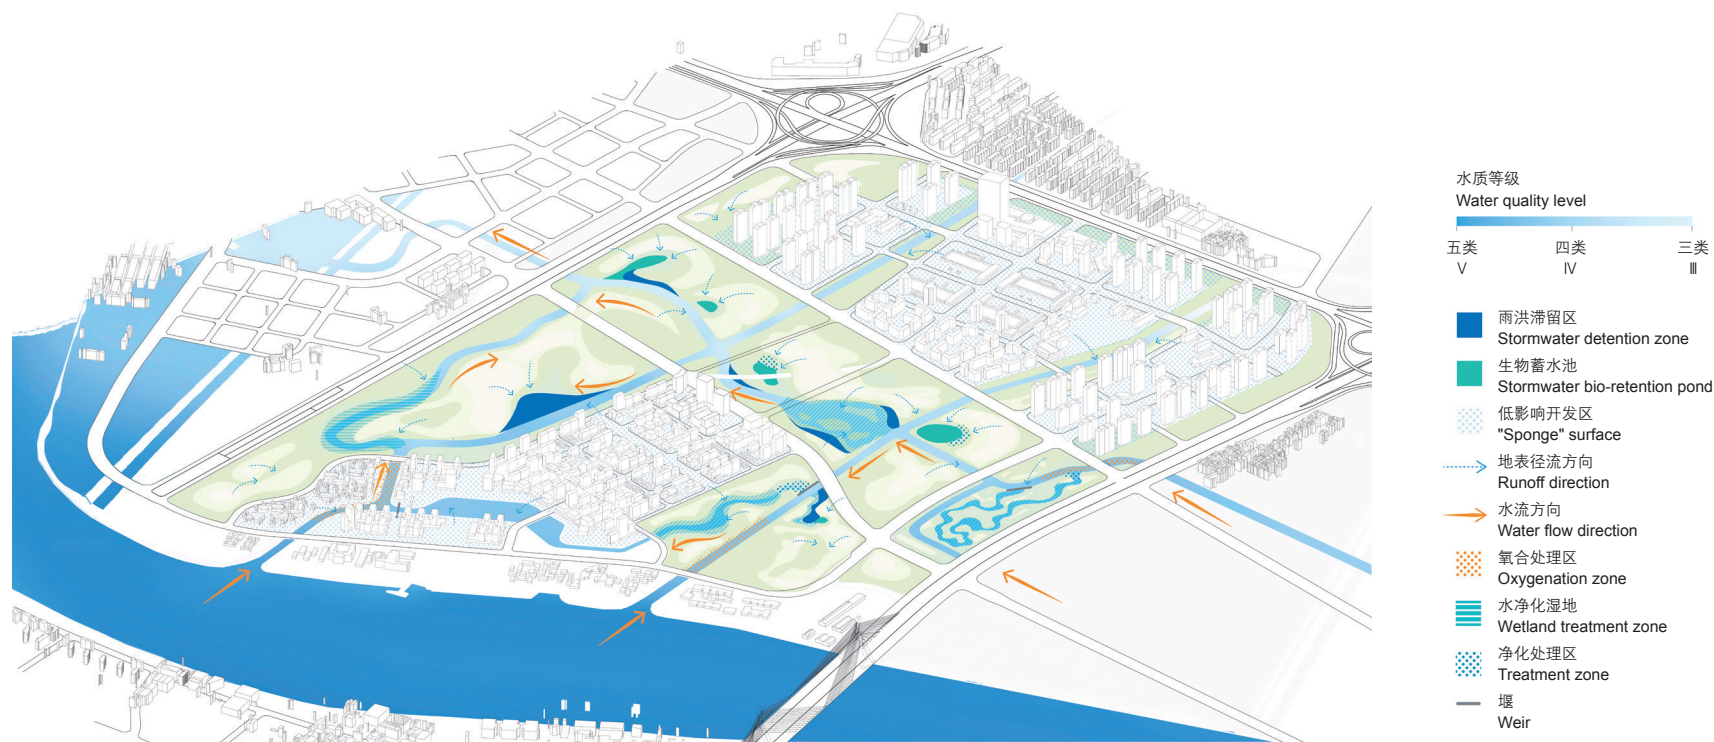 水质等级
Water quality level
五类 四类 三类
Ⅴ Ⅳ Ⅲ
雨洪滞留区
Stormwater detention zone
生物蓄水池
Stormwater bio-retention pond
低影响开发区
"Sponge" surface
地表径流方向
Runoff direction
水流方向
Water flow direction
氧合处理区
Oxygenation zone
水净化湿地
Wetland treatment zone
净化处理区
Treatment zone
堰
Weir